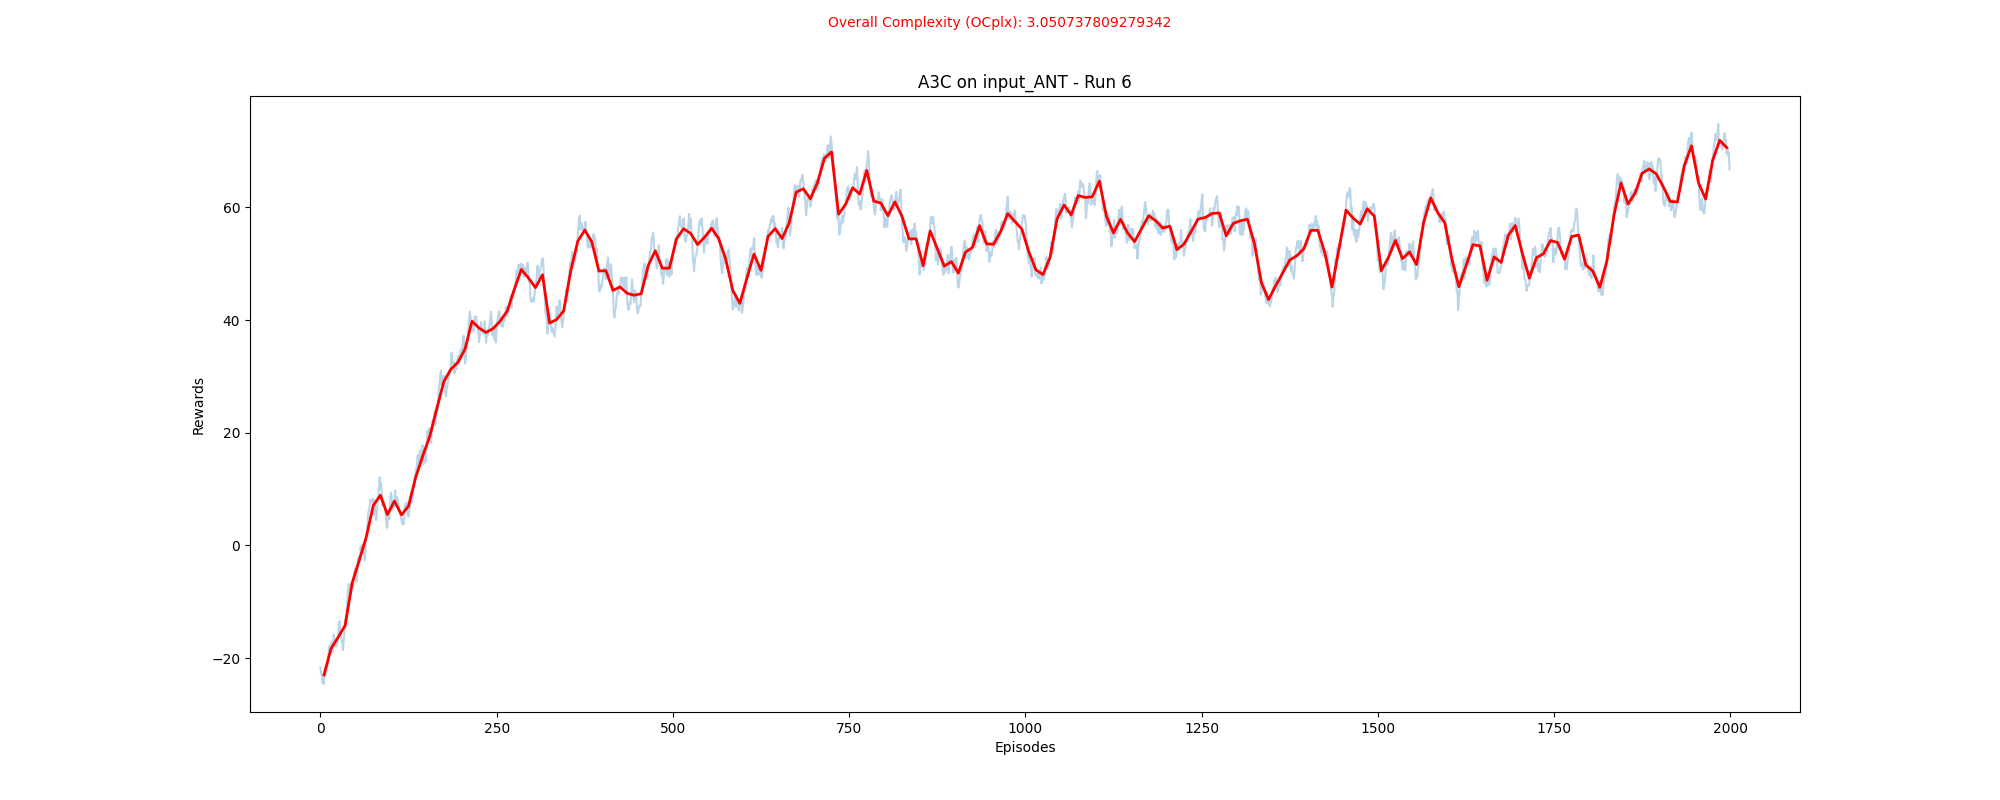 Overall Complexity (OCplx): 3.050737809279342
A3C on input_ANT - Run 6
Rewards
60
40
20
0
−20
0 250 500 750 1000 1250 1500 1750 2000
Episodes